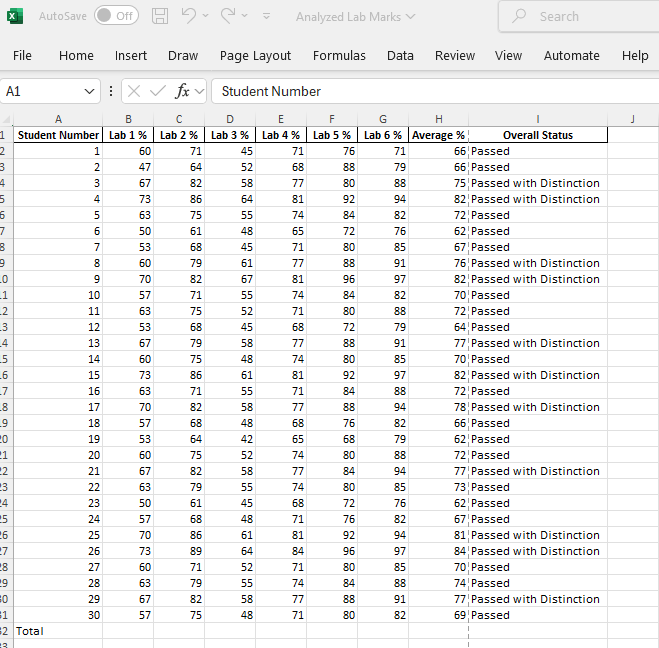 AutoSave Off Analyzed Lab Marks Search
File Home Insert Draw Page Layout Formulas Data Review View Automate Help
A1 fx Student Number
A B C D E F G H I J
1 Student Number Lab 1 % Lab 2 % Lab 3 % Lab 4 % Lab 5 % Lab 6 % Average % Overall Status
2 1 60 71 45 71 76 71 66 Passed
3 2 47 64 52 68 88 79 66 Passed
4 3 67 82 58 77 80 88 75 Passed with Distinction
5 4 73 86 64 81 92 94 82 Passed with Distinction
6 5 63 75 55 74 84 82 72 Passed
7 6 50 61 48 65 72 76 62 Passed
8 7 53 68 45 71 80 85 67 Passed
9 8 60 79 61 77 88 91 76 Passed with Distinction
0 9 70 82 67 81 96 97 82 Passed with Distinction
1 10 57 71 55 74 84 82 70 Passed
2 11 63 75 52 71 80 88 72 Passed
3 12 53 68 45 68 72 79 64 Passed
4 13 67 79 58 77 88 91 77 Passed with Distinction
5 14 60 75 48 74 80 85 70 Passed
6 15 73 86 61 81 92 97 82 Passed with Distinction
7 16 63 71 55 71 84 88 72 Passed
8 17 70 82 58 77 88 94 78 Passed with Distinction
9 18 57 68 48 68 76 82 66 Passed
20 19 53 64 42 65 68 79 62 Passed
21 20 60 75 52 74 80 88 72 Passed
22 21 67 82 58 77 84 94 77 Passed with Distinction
23 22 63 79 55 74 80 85 73 Passed
24 23 50 61 45 68 72 76 62 Passed
25 24 57 68 48 71 76 82 67 Passed
26 25 70 86 61 81 92 94 81 Passed with Distinction
27 26 73 89 64 84 96 97 84 Passed with Distinction
28 27 60 71 52 71 80 85 70 Passed
29 28 63 79 55 74 84 88 74 Passed
30 29 67 82 58 77 88 91 77 Passed with Distinction
31 30 57 75 48 71 80 82 69 Passed
32 Total
33